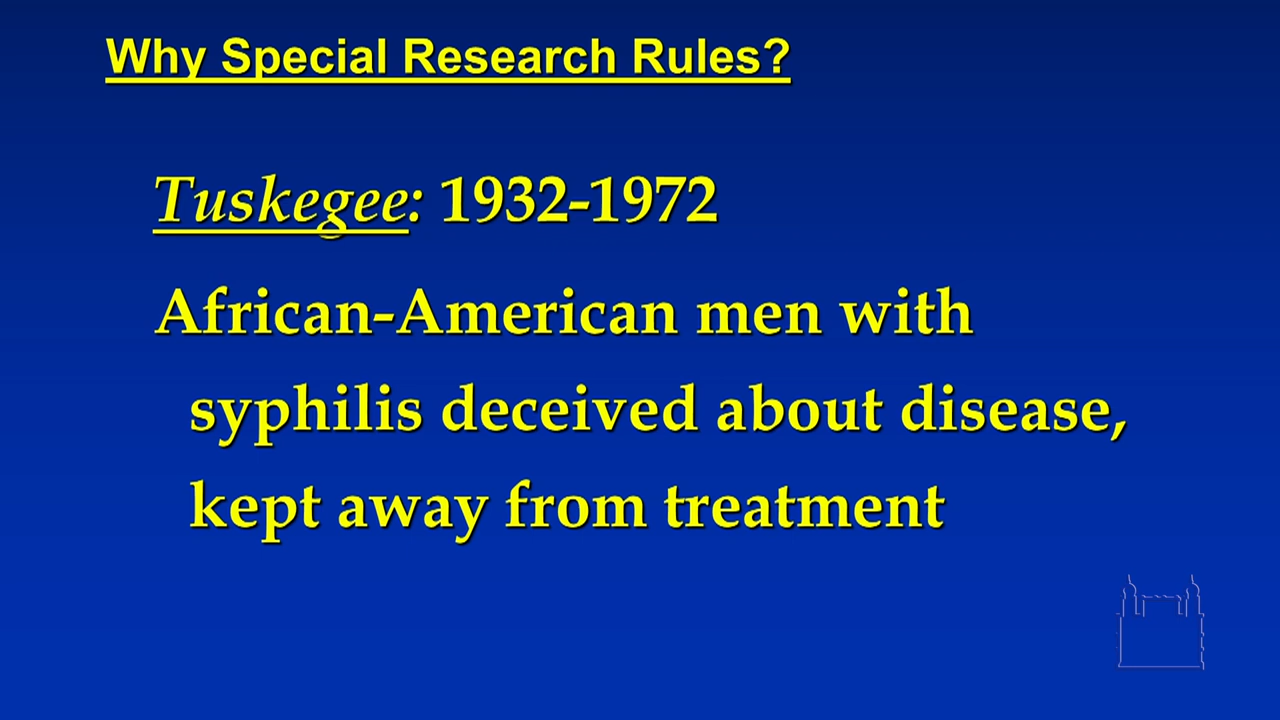 Why Special Research Rules?
Tuskegee: 1932-1972
African-American men with
syphilis deceived about disease,
kept away from treatment